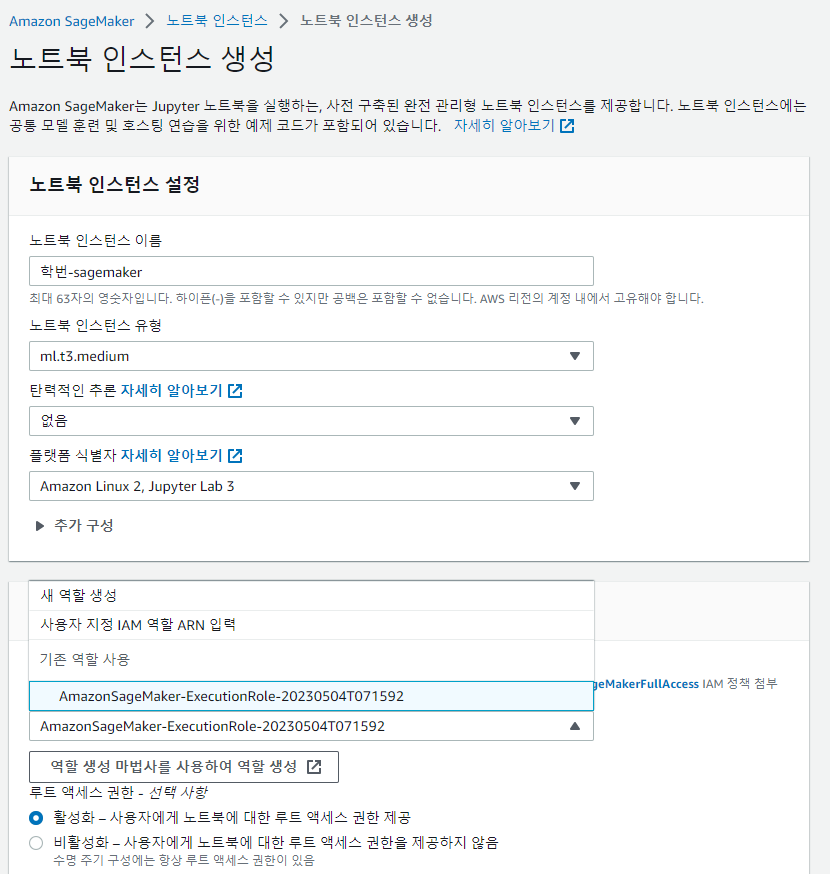 Amazon SageMaker > 노트북 인스턴스 > 노트북 인스턴스 생성
노트북 인스턴스 생성
Amazon SageMaker는 Jupyter 노트북을 실행하는, 사전 구축된 완전 관리형 노트북 인스턴스를 제공합니다. 노트북 인스턴스에는
공통 모델 훈련 및 호스팅 연습을 위한 예제 코드가 포함되어 있습니다. 자세히 알아보기
노트북 인스턴스 설정
노트북 인스턴스 이름
학번-sagemaker
최대 63자의 영숫자입니다. 하이픈(-)을 포함할 수 있지만 공백은 포함할 수 없습니다. AWS 리전의 계정 내에서 고유해야 합니다.
노트북 인스턴스 유형
ml.t3.medium
탄력적인 추론 자세히 알아보기
없음
플랫폼 식별자 자세히 알아보기
Amazon Linux 2, Jupyter Lab 3
추가 구성
새 역할 생성
사용자 지정 IAM 역할 ARN 입력
기존 역할 사용
geMakerFullAccess IAM 정책 첨부
AmazonSageMaker-ExecutionRole-20230504T071592
AmazonSageMaker-ExecutionRole-20230504T071592
역할 생성 마법사를 사용하여 역할 생성
루트 액세스 권한 - 선택 사항
활성화 – 사용자에게 노트북에 대한 루트 액세스 권한 제공
비활성화 – 사용자에게 노트북에 대한 루트 액세스 권한을 제공하지 않음
수명 주기 구성에는 항상 루트 액세스 권한이 있음